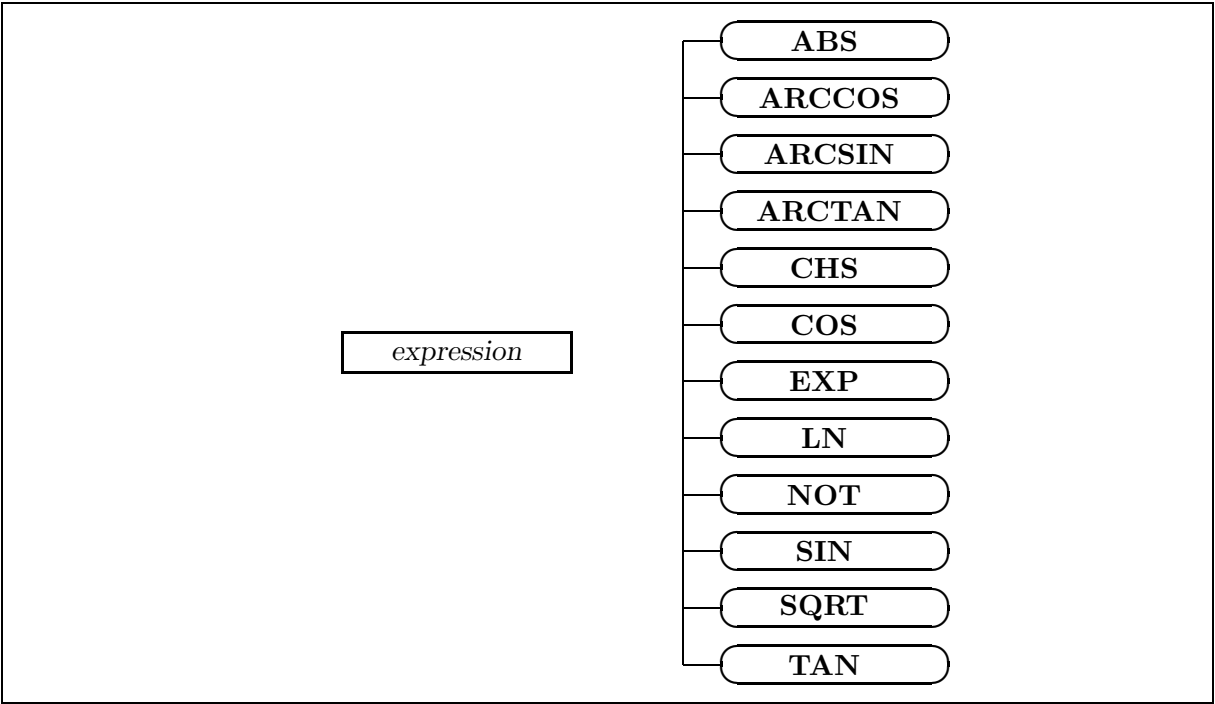 ABS
ARCCOS
ARCSIN
ARCTAN
CHS
COS
expression
EXP
LN
NOT
SIN
SQRT
TAN